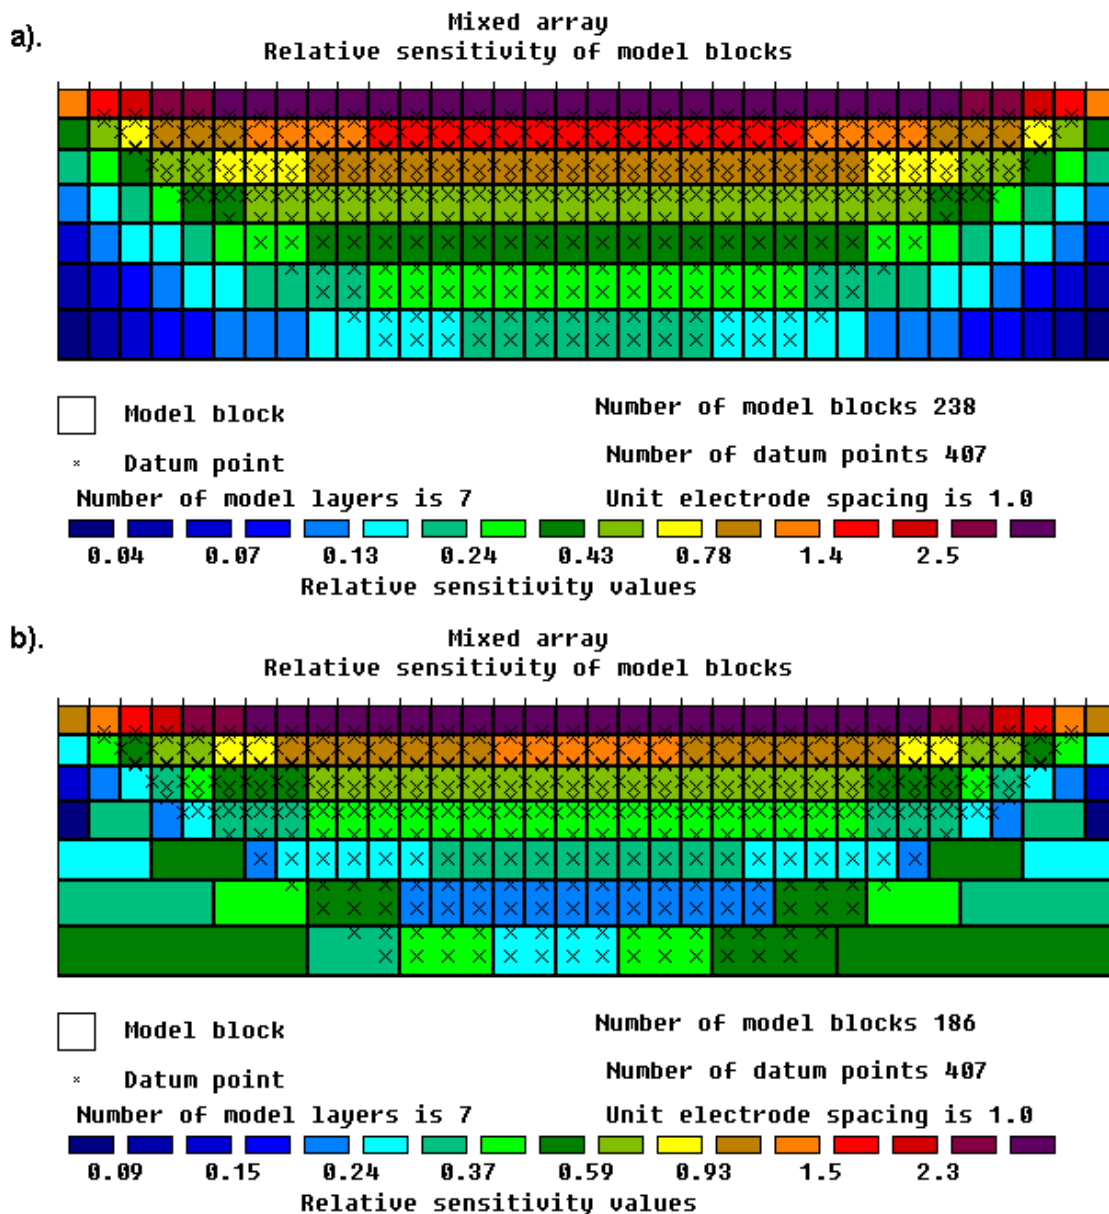 a).
Mixed array
Relative sensitivity of model blocks
Model block
Number of model blocks 238
Datum point
Number of datum points 407
Number of model layers is 7
Unit electrode spacing is 1.0
0.04 0.07 0.13 0.24 0.43 0.78 1.4 2.5
Relative sensitivity values
b).
Mixed array
Relative sensitivity of model blocks
Model block
Number of model blocks 186
Datum point
Number of datum points 407
Number of model layers is 7
Unit electrode spacing is 1.0
0.09 0.15 0.24 0.37 0.59 0.93 1.5 2.3
Relative sensitivity values